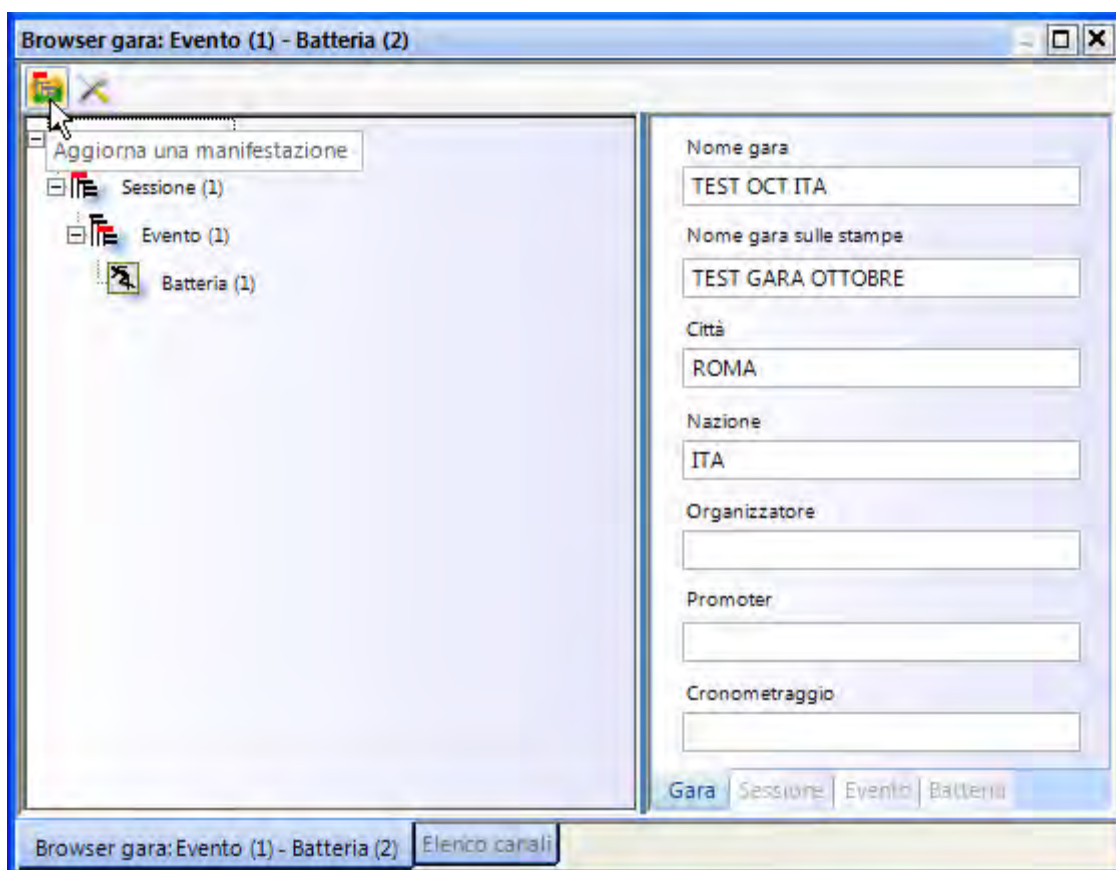 Browser gara: Evento (1) - Batteria (2)
Aggiorna una manifestazione
Sessione (1)
Evento (1)
Batteria (1)
Nome gara
TEST OCT ITA
Nome gara sulle stampe
TEST GARA OTTOBRE
Città
ROMA
Nazione
ITA
Organizzatore
Promoter
Cronometraggio
Gara Sessione Evento Batteria
Browser gara: Evento (1) - Batteria (2) Elenco canali